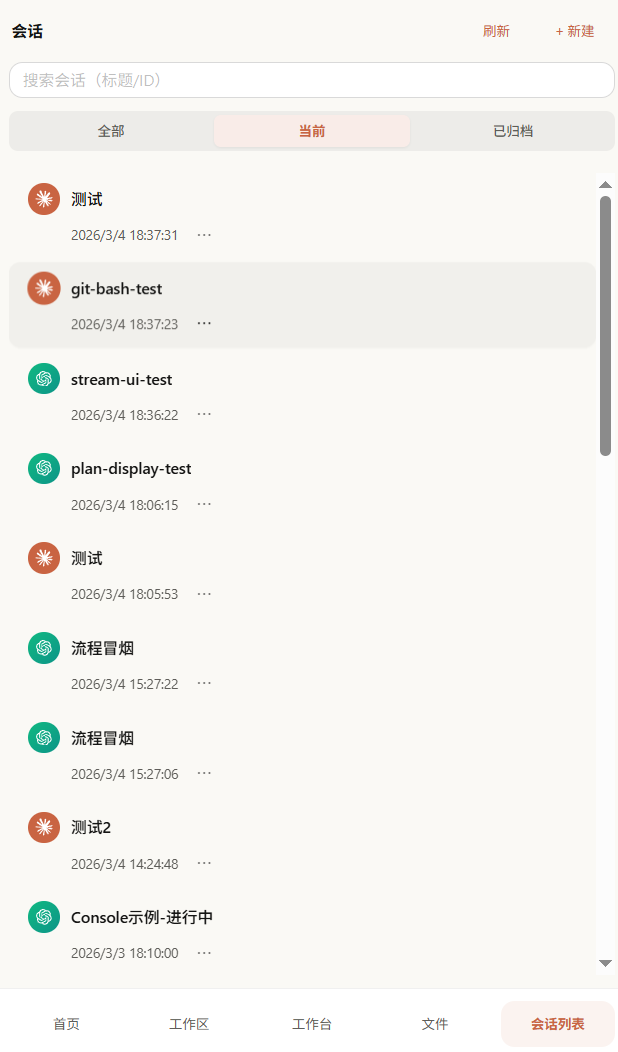 会话
刷新
+ 新建
搜索会话（标题/ID）
全部
当前
已归档
测试
2026/3/4 18:37:31 ···
git-bash-test
2026/3/4 18:37:23 ···
stream-ui-test
2026/3/4 18:36:22 ···
plan-display-test
2026/3/4 18:06:15 ···
测试
2026/3/4 18:05:53 ···
流程冒烟
2026/3/4 15:27:22 ···
流程冒烟
2026/3/4 15:27:06 ···
测试2
2026/3/4 14:24:48 ···
Console示例-进行中
2026/3/3 18:10:00 ···
首页
工作区
工作台
文件
会话列表